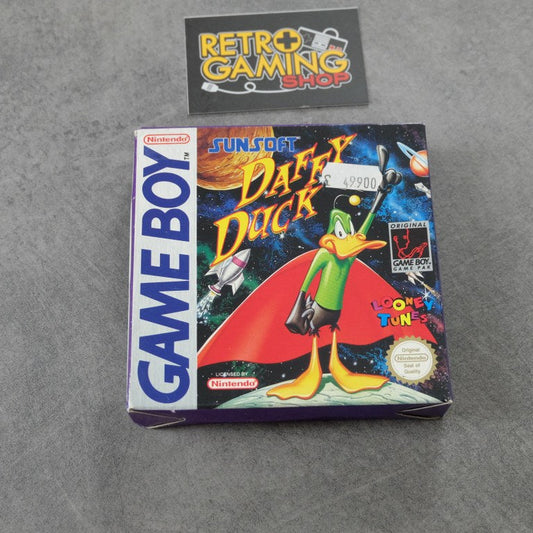 RETRO
GAMING
SHOP
Nintendo
GAME BOY
TM
SUNSOFT
DAFFY
DUCK
£ 49900
ORIGINAL
GAME BOY
GAME PAK
LOONEY
TUNES
Original
Nintendo
Seal of
Quality
LICENSED BY
Nintendo